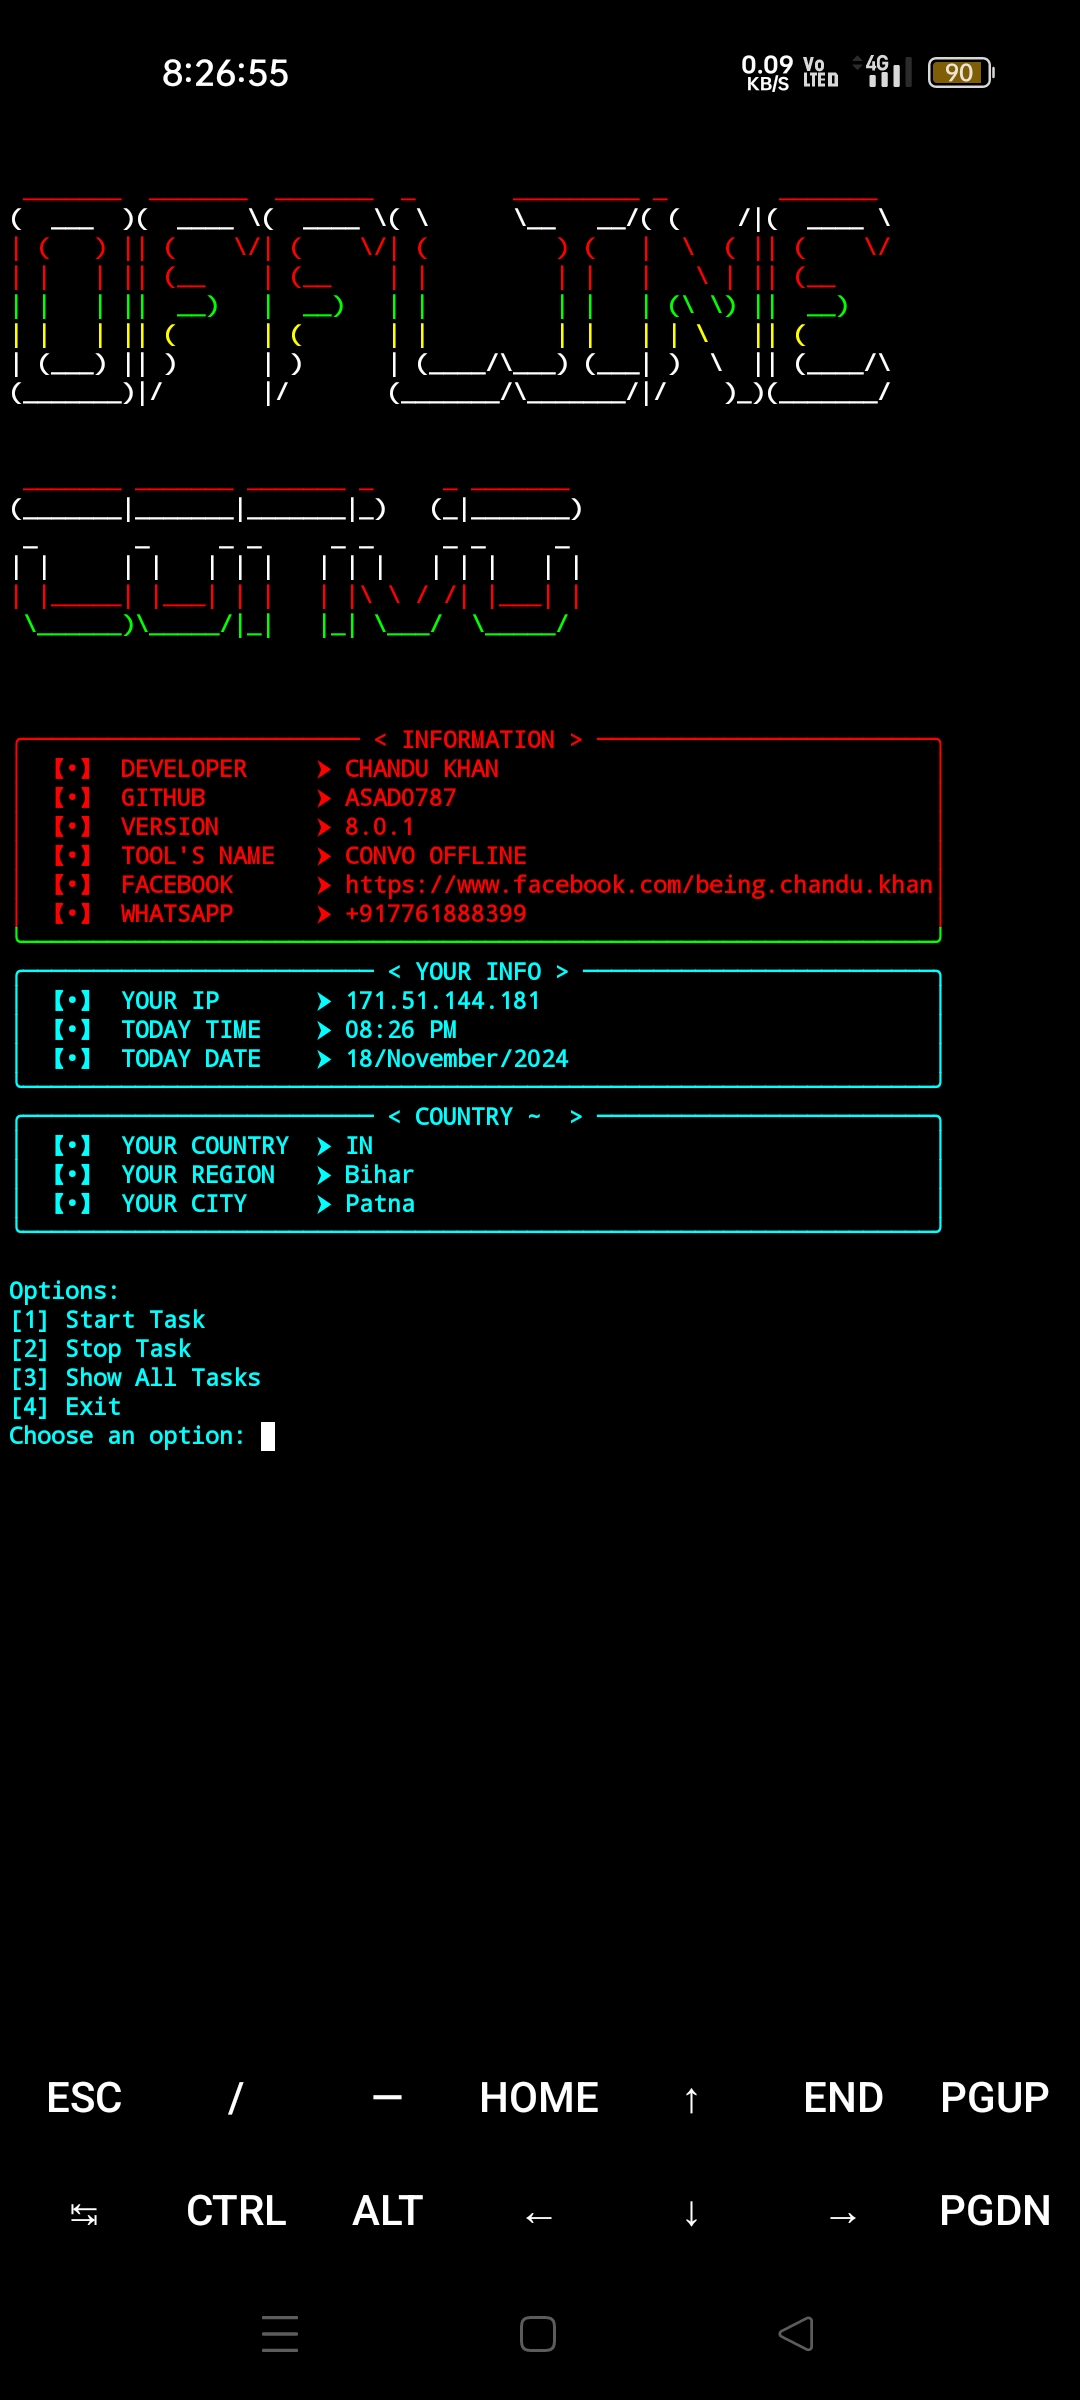 8:26:55 0.09 KB/S Vo LTE 4G 90
OFFLINE
CONVO
< INFORMATION >
【•】 DEVELOPER ➤ CHANDU KHAN
【•】 GITHUB ➤ ASAD0787
【•】 VERSION ➤ 8.0.1
【•】 TOOL'S NAME ➤ CONVO OFFLINE
【•】 FACEBOOK ➤ https://www.facebook.com/being.chandu.khan
【•】 WHATSAPP ➤ +917761888399
< YOUR INFO >
【•】 YOUR IP ➤ 171.51.144.181
【•】 TODAY TIME ➤ 08:26 PM
【•】 TODAY DATE ➤ 18/November/2024
< COUNTRY ~  >
【•】 YOUR COUNTRY ➤ IN
【•】 YOUR REGION ➤ Bihar
【•】 YOUR CITY ➤ Patna
Options:
[1] Start Task
[2] Stop Task
[3] Show All Tasks
[4] Exit
Choose an option:
ESC / — HOME ↑ END PGUP
↹ CTRL ALT ← ↓ → PGDN